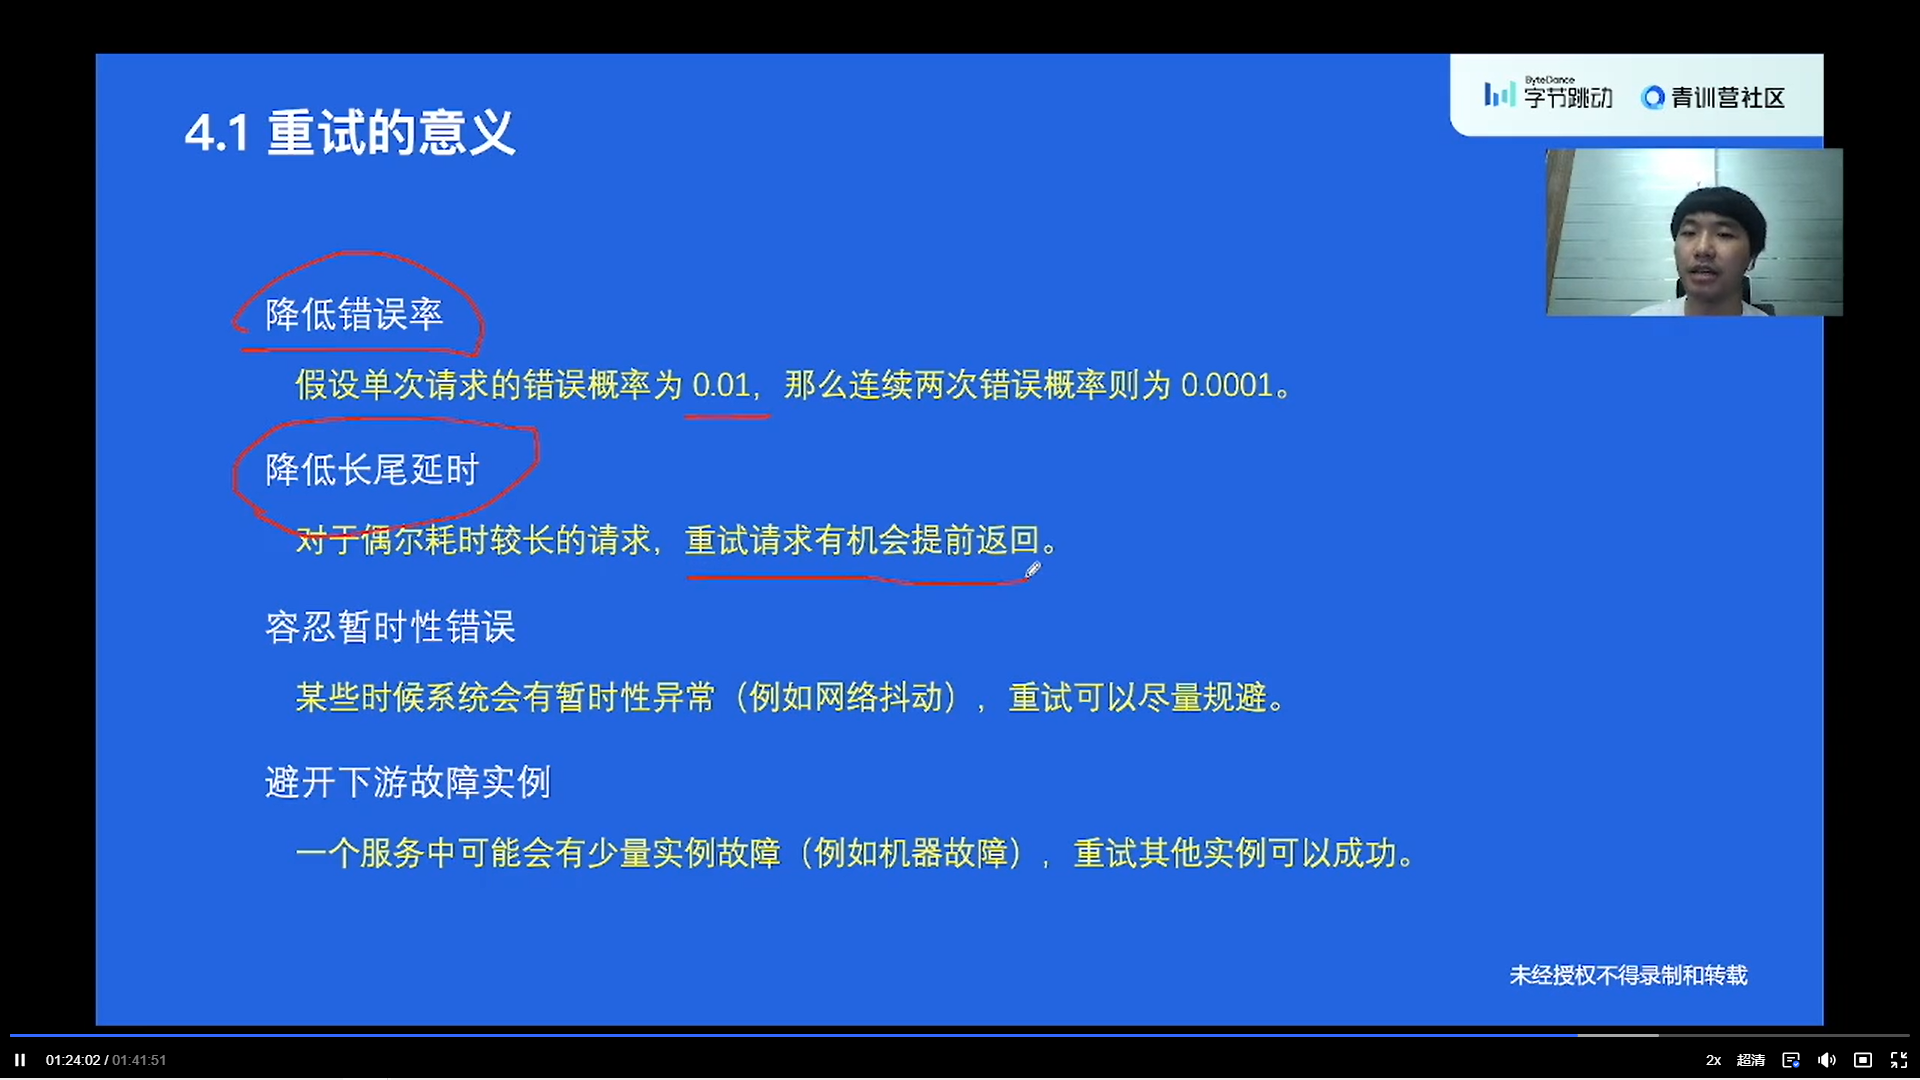 ByteDance
字节跳动 青训营社区
4.1 重试的意义
降低错误率
假设单次请求的错误概率为 0.01，那么连续两次错误概率则为 0.0001。
降低长尾延时
对于偶尔耗时较长的请求，重试请求有机会提前返回。
容忍暂时性错误
某些时候系统会有暂时性异常（例如网络抖动），重试可以尽量规避。
避开下游故障实例
一个服务中可能会有少量实例故障（例如机器故障），重试其他实例可以成功。
未经授权不得录制和转载
01:24:02 / 01:41:51 2x 超清